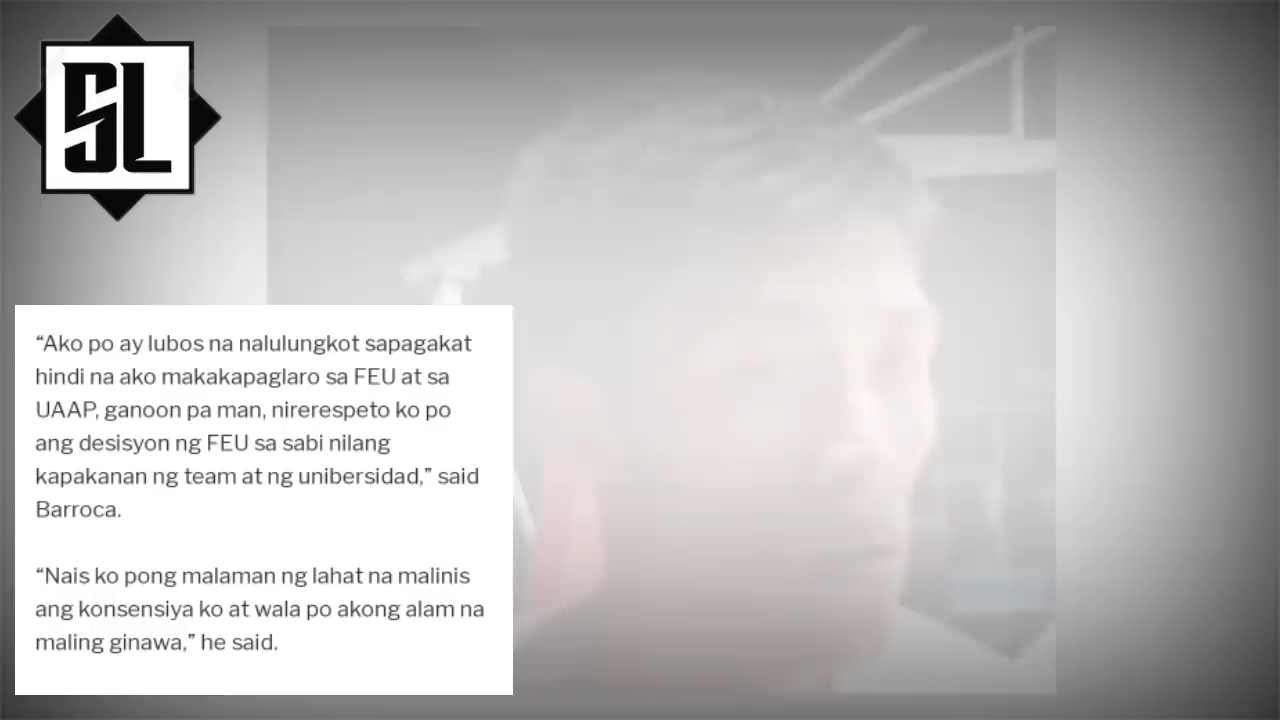 SL
“Ako po ay lubos na nalulungkot sapagakat
hindi na ako makakapaglaro sa FEU at sa
UAAP, ganoon pa man, nirerespeto ko po
ang desisyon ng FEU sa sabi nilang
kapakanan ng team at ng unibersidad,” said
Barroca.
“Nais ko pong malaman ng lahat na malinis
ang konsensiya ko at wala po akong alam na
maling ginawa,” he said.